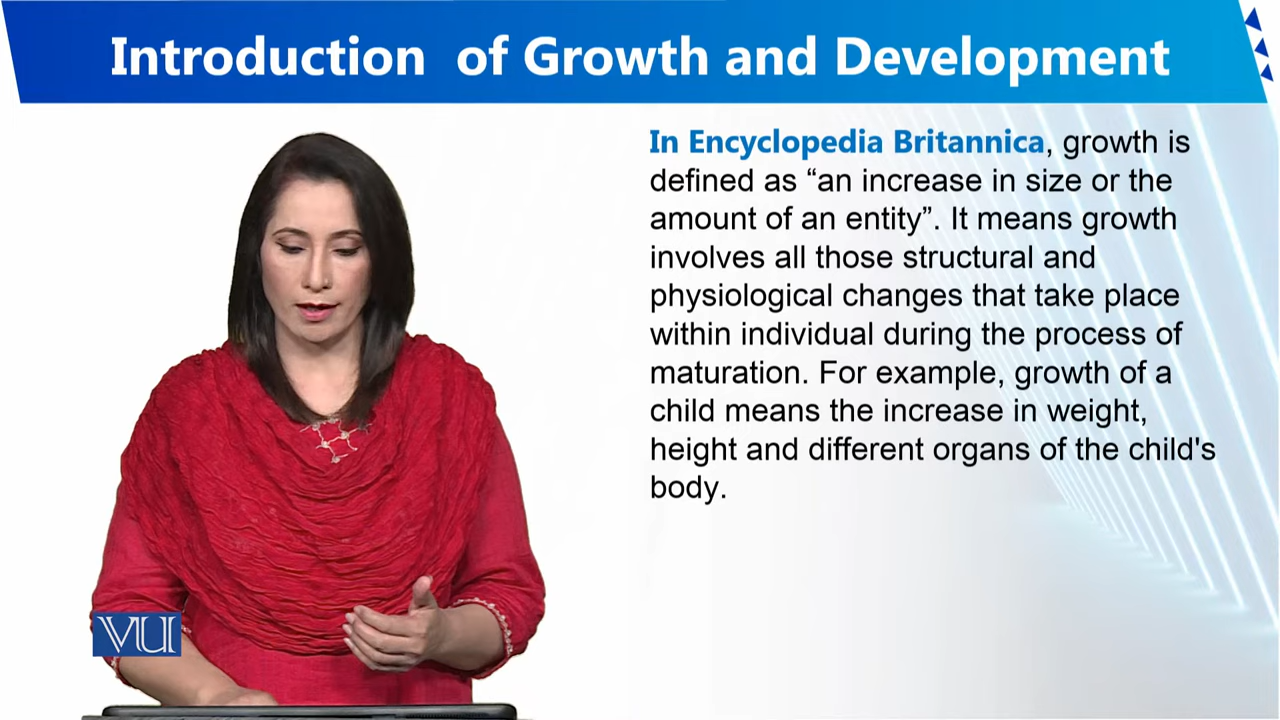 Introduction of Growth and Development
In Encyclopedia Britannica, growth is
defined as “an increase in size or the
amount of an entity”. It means growth
involves all those structural and
physiological changes that take place
within individual during the process of
maturation. For example, growth of a
child means the increase in weight,
height and different organs of the child's
body.
VU